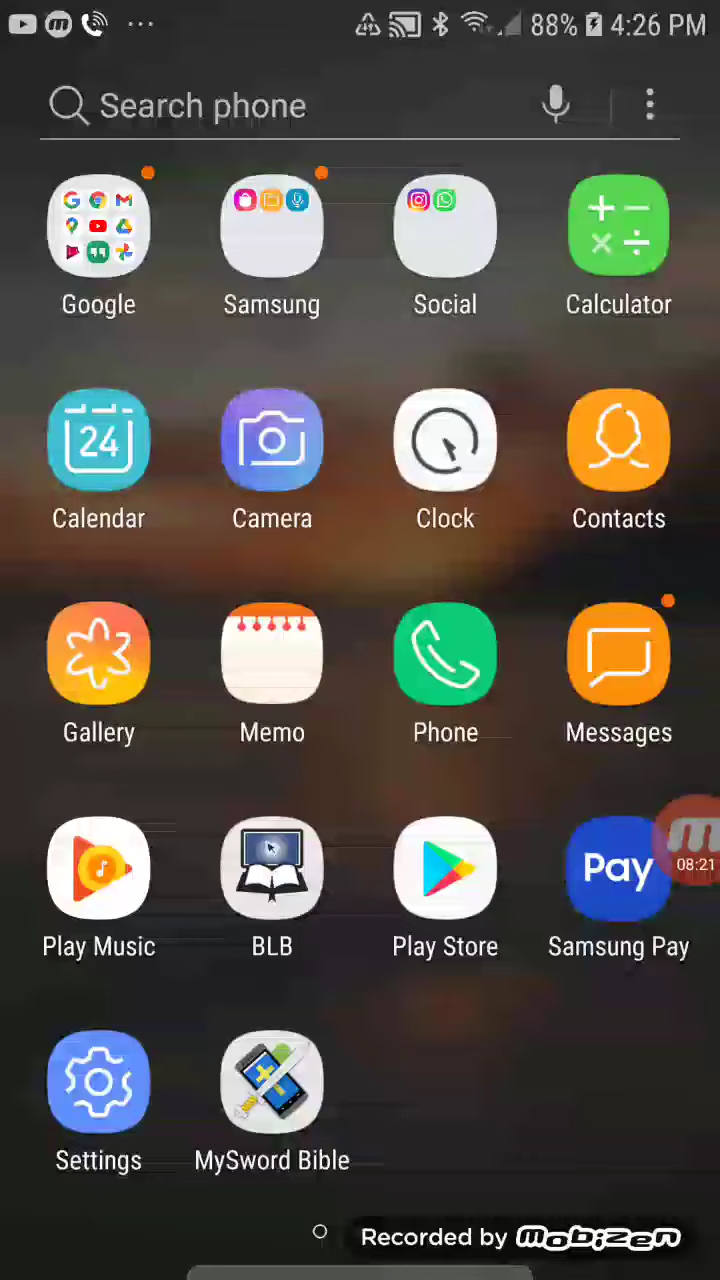 88% 4:26 PM
Search phone
Google Samsung Social Calculator
24
Calendar Camera Clock Contacts
Gallery Memo Phone Messages
Pay
08:21
Play Music BLB Play Store Samsung Pay
Settings MySword Bible
Recorded by mobizen